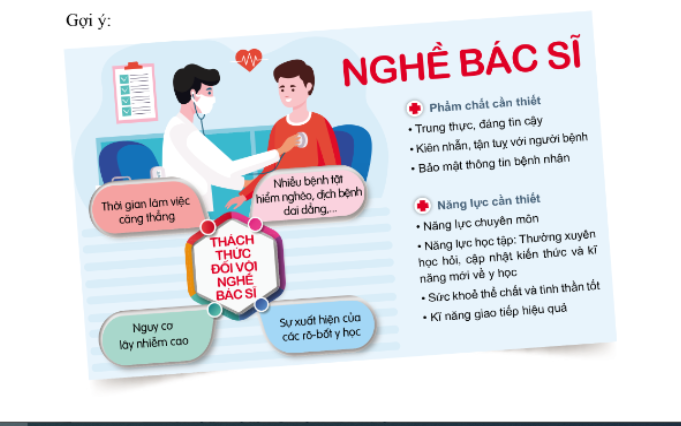 Gợi ý:
NGHỀ BÁC SĨ
Phẩm chất cần thiết
• Trung thực, đáng tin cậy
• Kiên nhẫn, tận tuỵ với người bệnh
• Bảo mật thông tin bệnh nhân
Năng lực cần thiết
• Năng lực chuyên môn
• Năng lực học tập: Thường xuyên
học hỏi, cập nhật kiến thức và kĩ
năng mới về y học
• Sức khoẻ thể chất và tinh thần tốt
• Kĩ năng giao tiếp hiệu quả
Thời gian làm việc
căng thẳng
Nhiều bệnh tật
hiểm nghèo, dịch bệnh
dai dẳng,...
THÁCH
THỨC
ĐỐI VỚI
NGHỀ
BÁC SĨ
Nguy cơ
lây nhiễm cao
Sự xuất hiện của
các rô-bốt y học